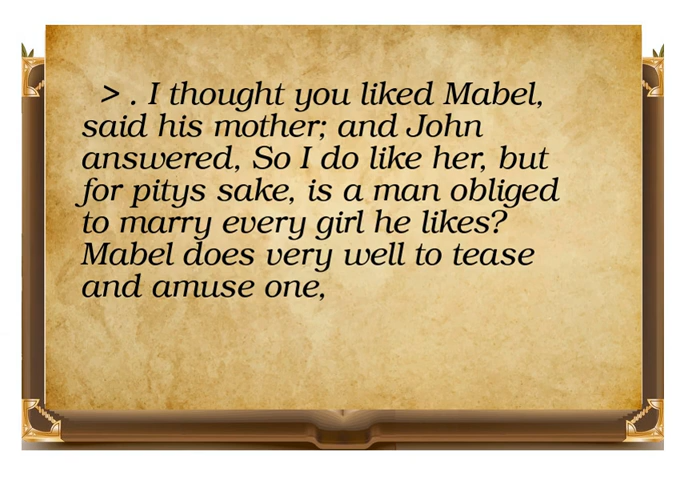 > . I thought you liked Mabel,
said his mother; and John
answered, So I do like her, but
for pitys sake, is a man obliged
to marry every girl he likes?
Mabel does very well to tease
and amuse one,